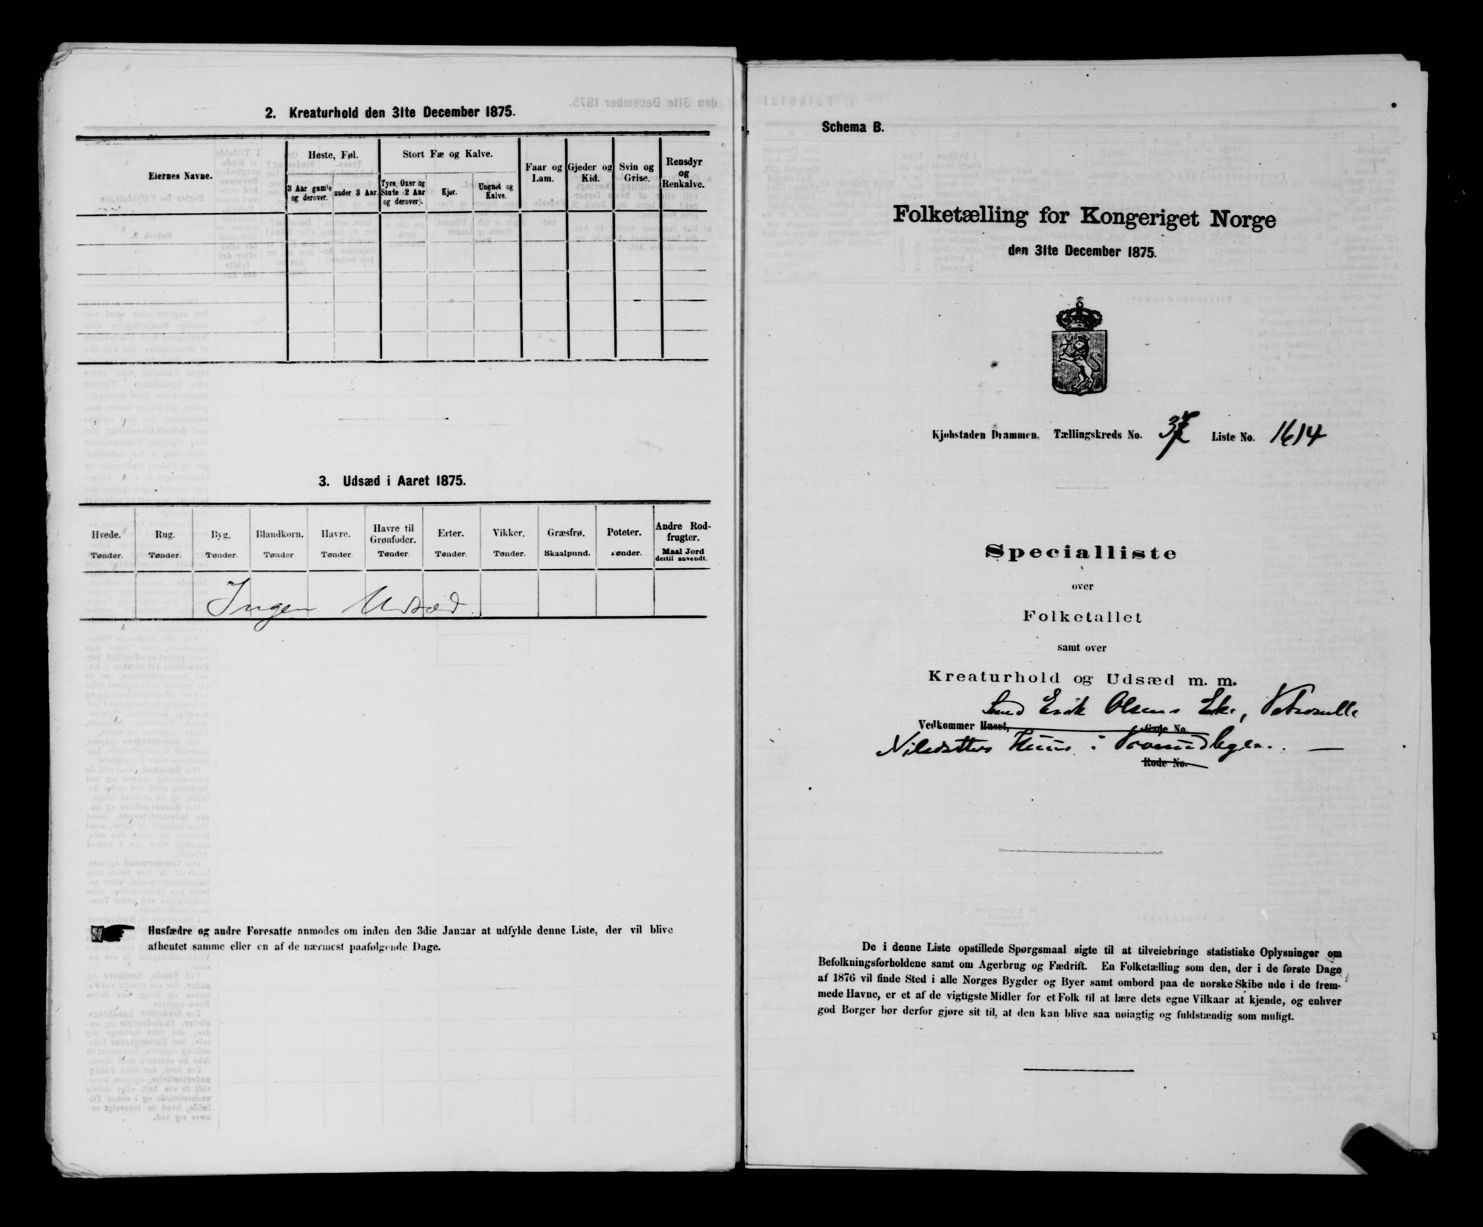 2. Kreaturhold den 31te December 1875.
Eiernes Navne.
Heste, Føl.
3 Aar gamle og derover.
under 3 Aar.
Stort Fæ og Kalve.
Tyre, Oxer og Stude (2 Aar og derover).
Kjør.
Ungnøt og Kalve.
Faar og Lam.
Gjeder og Kid.
Svin og Grise.
Rensdyr og Renkalve.
3. Udsæd i Aaret 1875.
Hvede. Rug. Byg. Blandkorn. Havre. Havre til Grønfoder. Erter. Vikker. Græsfrø. Poteter. Andre Rodfrugter.
Tønder. Tønder. Tønder. Tønder Tønder. Tønder. Tønder. Tønder. Skaalpund. Tønder. Maal Jord dertil anvendt.
Ingen Udsæd.
Husfædre og andre Foresatte anmodes om inden den 3die Januar at udfylde denne Liste, der vil blive
afhentet samme eller en af de nærmest paafølgende Dage.
Schema B.
Folketælling for Kongeriget Norge
den 31te December 1875.
Kjøbstaden Drammen. Tællingskreds No. 37 Liste No. 1614
Specialliste
over
Folketallet
samt over
Kreaturhold og Udsæd m. m.
Erik Olsens Enke,
Vedkommer Huset, Gade No.
Nilsdatters Huus i
Rode No.
De i denne Liste opstillede Spørgsmaal sigte til at tilveiebringe statistiske Oplysninger om
Befolkningsforholdene samt om Agerbrug og Fædrift. En Folketælling som den, der i de første Dage
af 1876 vil finde Sted i alle Norges Bygder og Byer samt ombord paa de norske Skibe ude i de frem-
mede Havne, er et af de vigtigste Midler for et Folk til at lære dets egne Vilkaar at kjende, og enhver
god Borger bør derfor gjøre sit til, at den kan blive saa nøiagtig og fuldstændig som muligt.